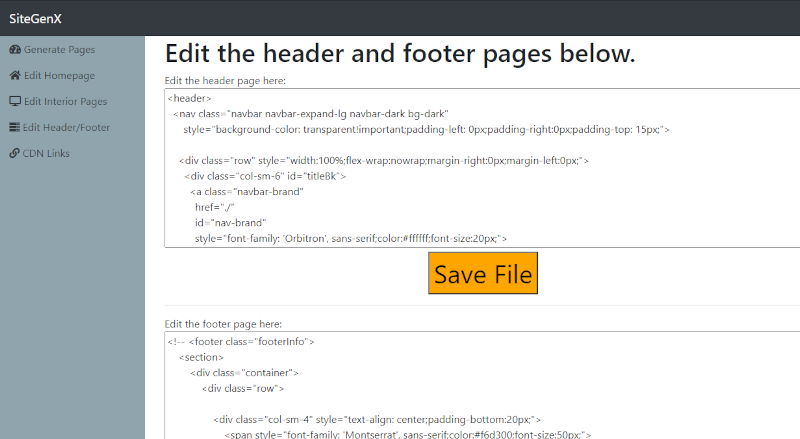 SiteGenX
Generate Pages
Edit Homepage
Edit Interior Pages
Edit Header/Footer
CDN Links
Edit the header and footer pages below.
Edit the header page here:
<header>
<nav class="navbar navbar-expand-lg navbar-dark bg-dark"
style="background-color: transparent!important;padding-left: 0px;padding-right:0px;padding-top: 15px;">
<div class="row" style="width:100%;flex-wrap:nowrap;margin-right:0px;margin-left:0px;">
<div class="col-sm-6" id="titleBk">
<a class="navbar-brand"
href="./"
id="nav-brand"
style="font-family: 'Orbitron', sans-serif;color:#ffffff;font-size:20px;">
Save File
Edit the footer page here:
<!-- <footer class="footerInfo">
<section>
<div class="container">
<div class="row">
<div class="col-sm-4" style="text-align: center;padding-bottom:20px;">
<span style="font-family: 'Montserrat', sans-serif;color:#f6d300;font-size:50px;">